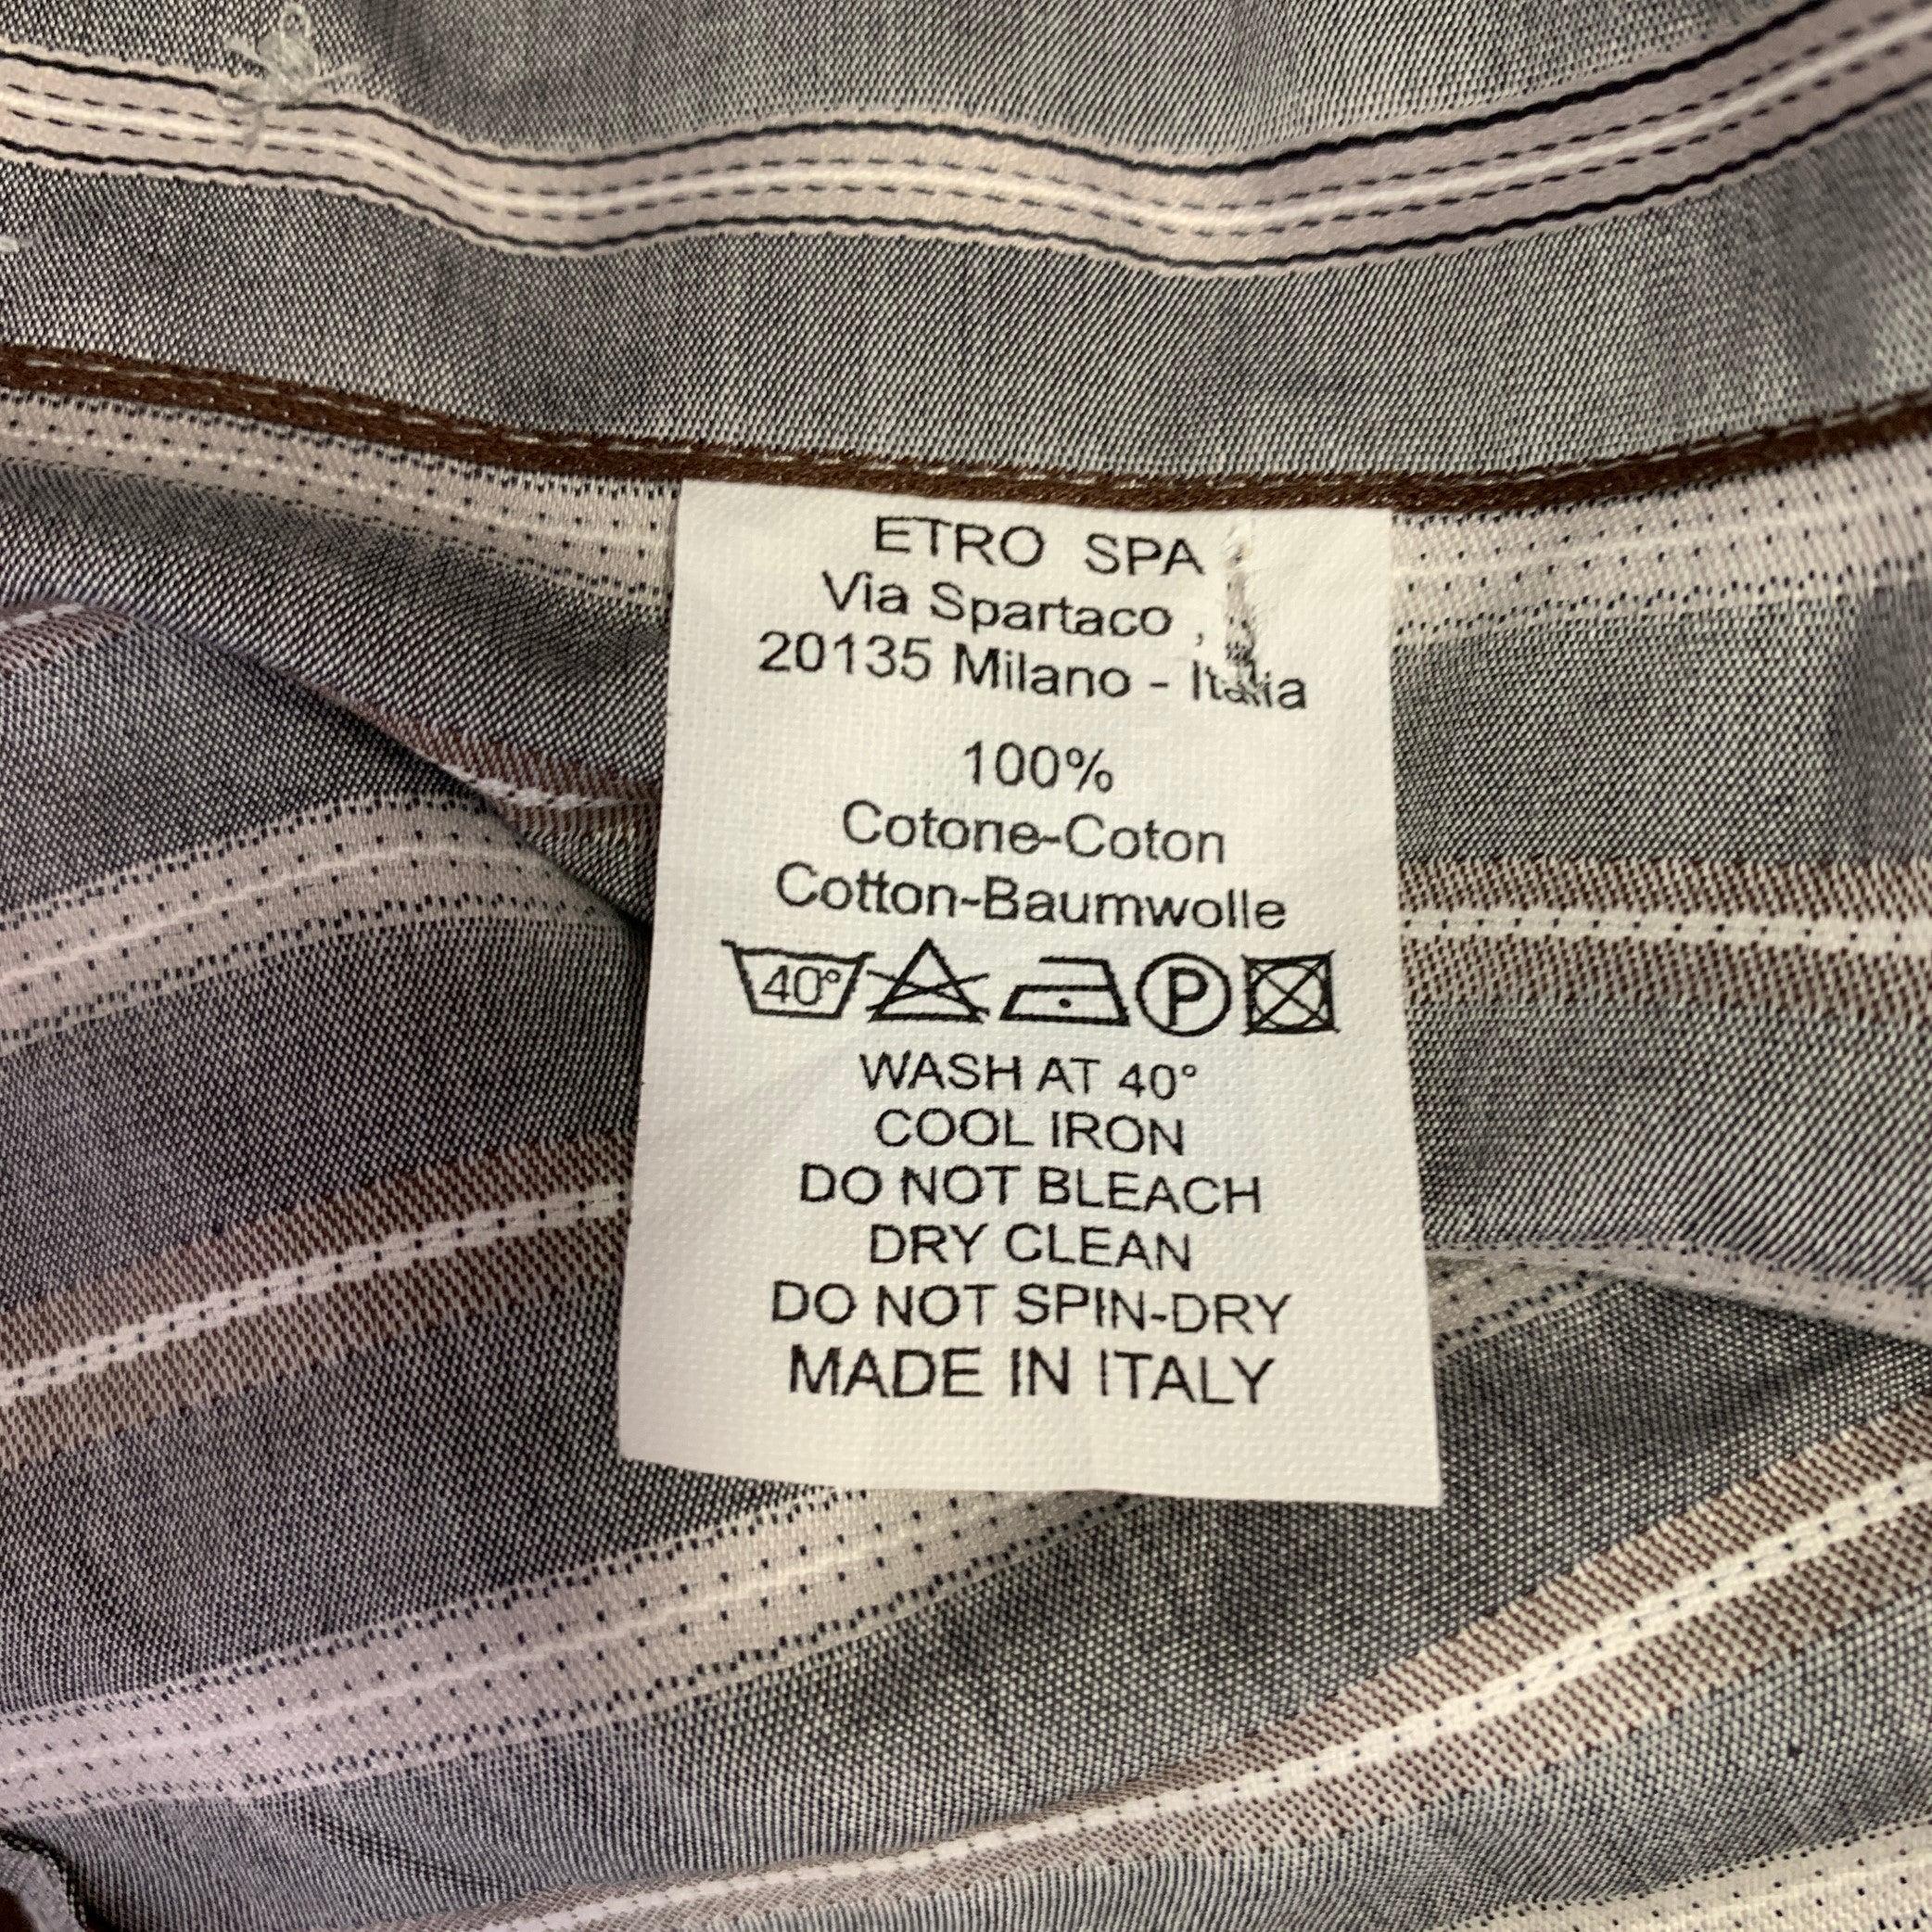 ETRO SPA
Via Spartaco ,
20135 Milano - Italia
100%
Cotone-Coton
Cotton-Baumwolle
40° P
WASH AT 40°
COOL IRON
DO NOT BLEACH
DRY CLEAN
DO NOT SPIN-DRY
MADE IN ITALY